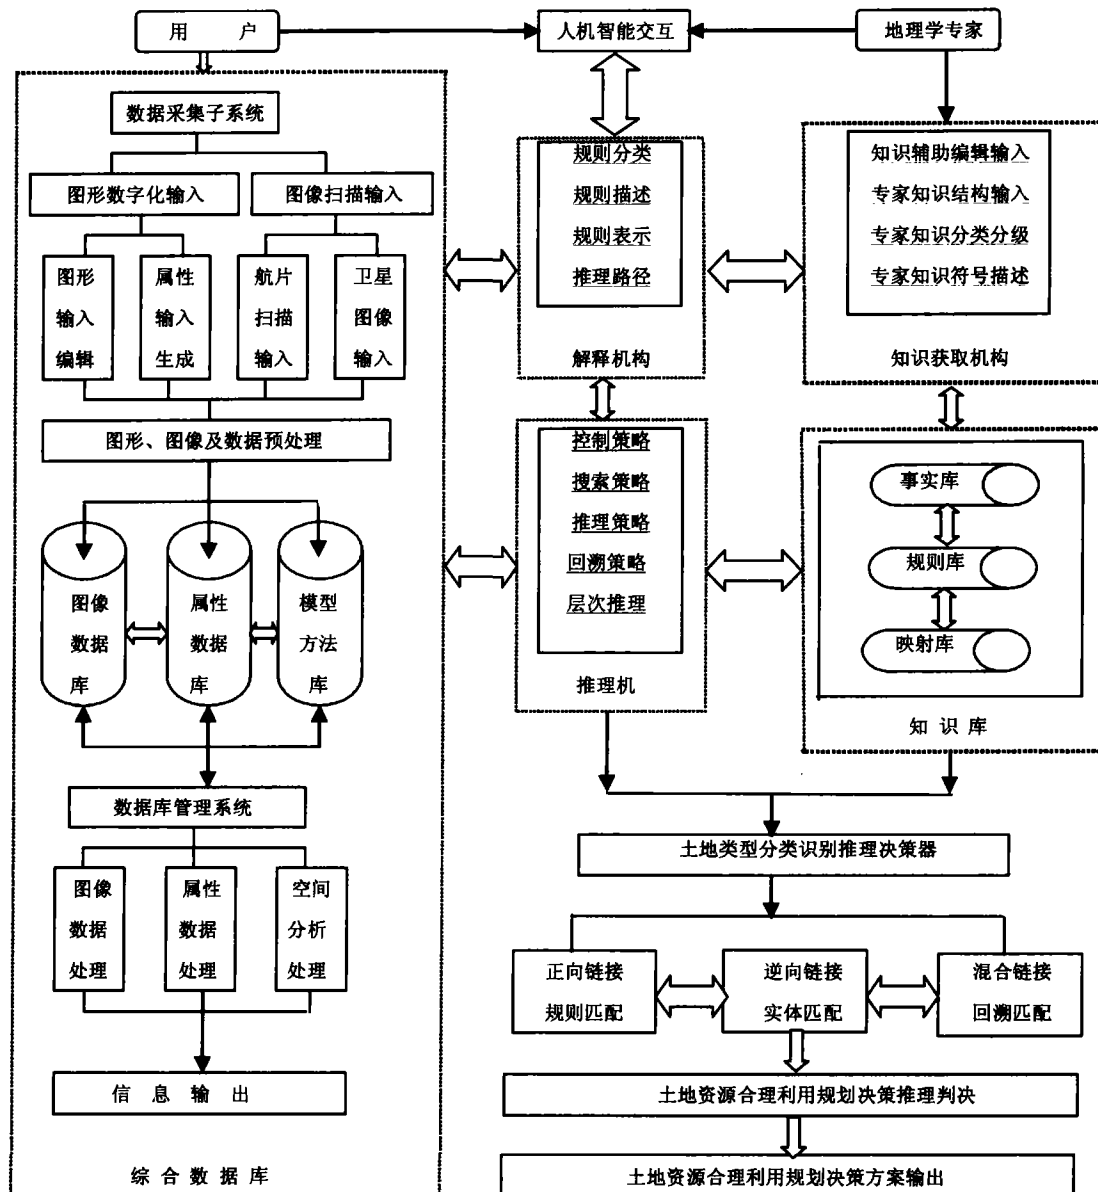 用 户
人机智能交互
地理学专家
数据采集子系统
图形数字化输入
图像扫描输入
图形
输入
编辑
属性
输入
生成
航片
扫描
输入
卫星
图像
输入
图形、图像及数据预处理
图像
数据
库
属性
数据
库
模型
方法
库
数据库管理系统
图像
数据
处理
属性
数据
处理
空间
分析
处理
信 息 输 出
综 合 数 据 库
规则分类
规则描述
规则表示
推理路径
解释机构
知识辅助编辑输入
专家知识结构输入
专家知识分类分级
专家知识符号描述
知识获取机构
控制策略
搜索策略
推理策略
回溯策略
层次推理
推理机
事实库
规则库
映射库
知 识 库
土地类型分类识别推理决策器
正向链接
规则匹配
逆向链接
实体匹配
混合链接
回溯匹配
土地资源合理利用规划决策推理判决
土地资源合理利用规划决策方案输出